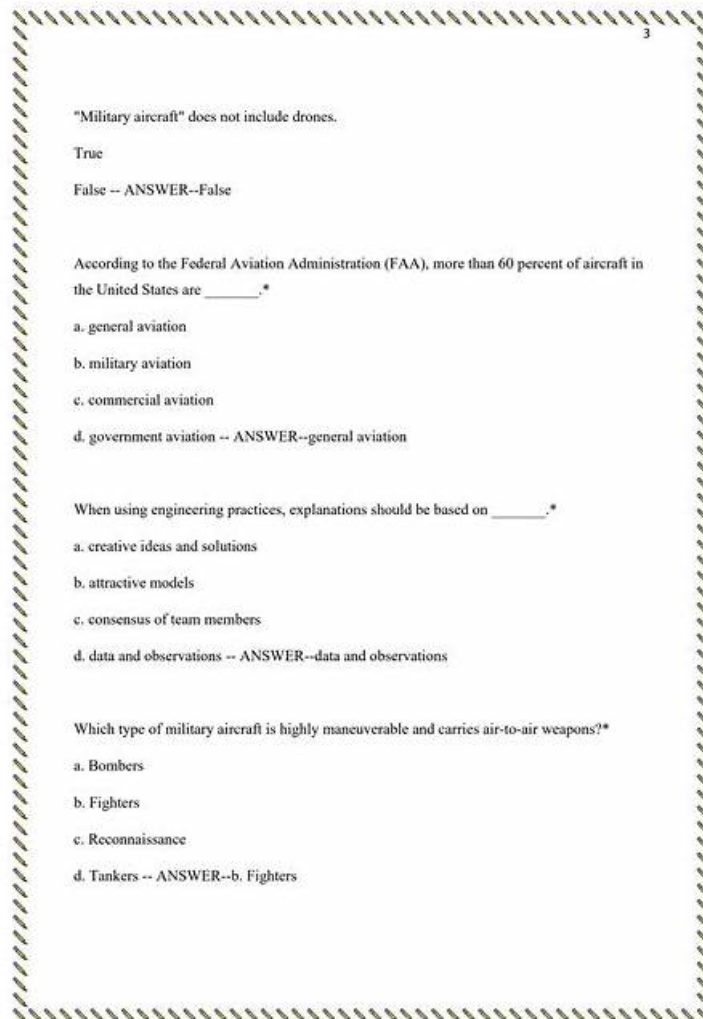 3
"Military aircraft" does not include drones.
True
False -- ANSWER--False
According to the Federal Aviation Administration (FAA), more than 60 percent of aircraft in
the United States are _______.*
a. general aviation
b. military aviation
c. commercial aviation
d. government aviation -- ANSWER--general aviation
When using engineering practices, explanations should be based on _______.*
a. creative ideas and solutions
b. attractive models
c. consensus of team members
d. data and observations -- ANSWER--data and observations
Which type of military aircraft is highly maneuverable and carries air-to-air weapons?*
a. Bombers
b. Fighters
c. Reconnaissance
d. Tankers -- ANSWER--b. Fighters